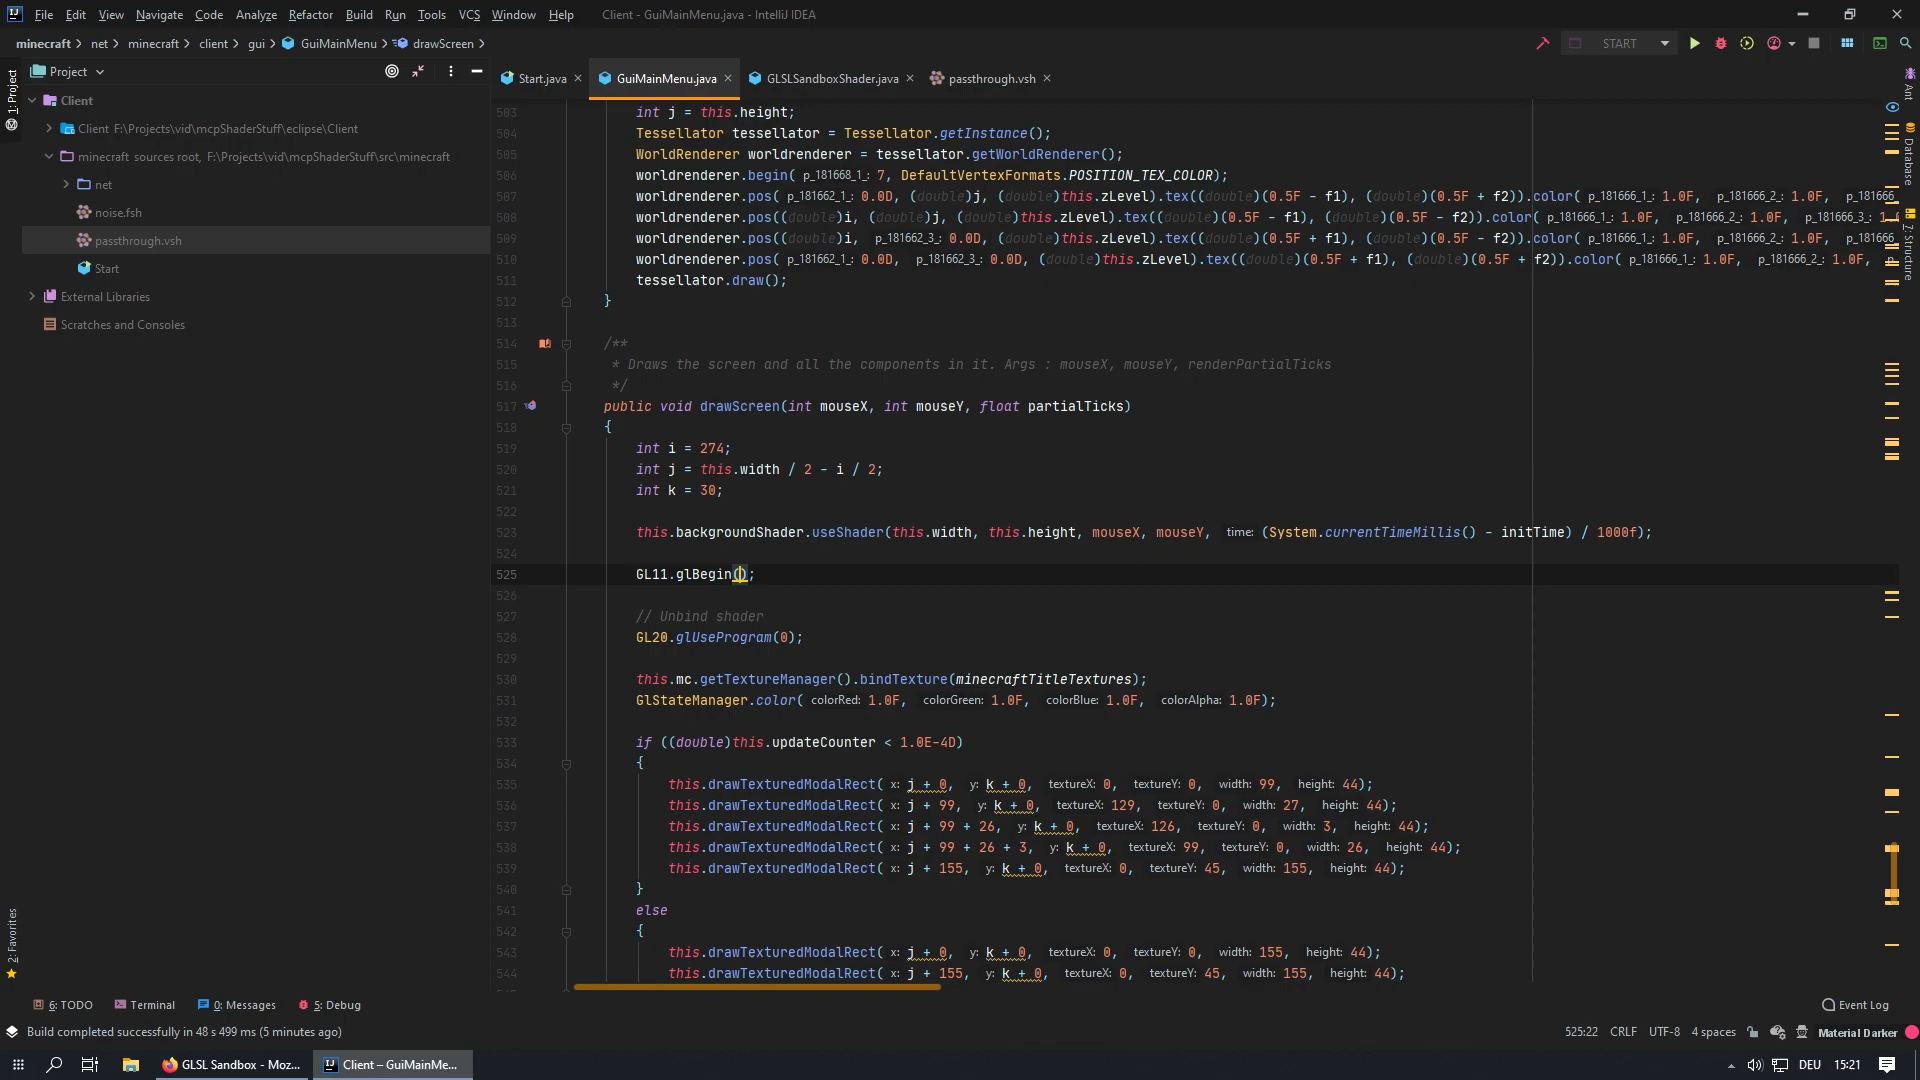 File Edit View Navigate Code Analyze Refactor Build Run Tools VCS Window Help Client - GuiMainMenu.java - IntelliJ IDEA
minecraft net minecraft client gui GuiMainMenu drawScreen START
Project Start.java GuiMainMenu.java GLSLSandboxShader.java passthrough.vsh
1: Project
Client
Client F:\Projects\vid\mcpShaderStuff\eclipse\Client
minecraft sources root, F:\Projects\vid\mcpShaderStuff\src\minecraft
net
noise.fsh
passthrough.vsh
Start
External Libraries
Scratches and Consoles
503 int j = this.height;
504 Tessellator tessellator = Tessellator.getInstance();
505 WorldRenderer worldrenderer = tessellator.getWorldRenderer();
506 worldrenderer.begin( p_181668_1_: 7, DefaultVertexFormats.POSITION_TEX_COLOR);
507 worldrenderer.pos( p_181662_1_: 0.0D, (double)j, (double)this.zLevel).tex((double)(0.5F - f1), (double)(0.5F + f2)).color( p_181666_1_: 1.0F, p_181666_2_: 1.0F, p_181666
508 worldrenderer.pos((double)i, (double)j, (double)this.zLevel).tex((double)(0.5F - f1), (double)(0.5F - f2)).color( p_181666_1_: 1.0F, p_181666_2_: 1.0F, p_181666_3_: 1.
509 worldrenderer.pos((double)i, p_181662_3_: 0.0D, (double)this.zLevel).tex((double)(0.5F + f1), (double)(0.5F - f2)).color( p_181666_1_: 1.0F, p_181666_2_: 1.0F, p_181666
510 worldrenderer.pos( p_181662_1_: 0.0D, p_181662_3_: 0.0D, (double)this.zLevel).tex((double)(0.5F + f1), (double)(0.5F + f2)).color( p_181666_1_: 1.0F, p_181666_2_: 1.0F,
511 tessellator.draw();
512 }
513
514 /**
515 * Draws the screen and all the components in it. Args : mouseX, mouseY, renderPartialTicks
516 */
517 public void drawScreen(int mouseX, int mouseY, float partialTicks)
518 {
519 int i = 274;
520 int j = this.width / 2 - i / 2;
521 int k = 30;
522
523 this.backgroundShader.useShader(this.width, this.height, mouseX, mouseY, time: (System.currentTimeMillis() - initTime) / 1000f);
524
525 GL11.glBegin();
526
527 // Unbind shader
528 GL20.glUseProgram(0);
529
530 this.mc.getTextureManager().bindTexture(minecraftTitleTextures);
531 GlStateManager.color( colorRed: 1.0F, colorGreen: 1.0F, colorBlue: 1.0F, colorAlpha: 1.0F);
532
533 if ((double)this.updateCounter < 1.0E-4D)
534 {
535 this.drawTexturedModalRect( x: j + 0, y: k + 0, textureX: 0, textureY: 0, width: 99, height: 44);
536 this.drawTexturedModalRect( x: j + 99, y: k + 0, textureX: 129, textureY: 0, width: 27, height: 44);
537 this.drawTexturedModalRect( x: j + 99 + 26, y: k + 0, textureX: 126, textureY: 0, width: 3, height: 44);
538 this.drawTexturedModalRect( x: j + 99 + 26 + 3, y: k + 0, textureX: 99, textureY: 0, width: 26, height: 44);
539 this.drawTexturedModalRect( x: j + 155, y: k + 0, textureX: 0, textureY: 45, width: 155, height: 44);
540 }
541 else
542 {
543 this.drawTexturedModalRect( x: j + 0, y: k + 0, textureX: 0, textureY: 0, width: 155, height: 44);
544 this.drawTexturedModalRect( x: j + 155, y: k + 0, textureX: 0, textureY: 45, width: 155, height: 44);
Ant
Database
7: Structure
2: Favorites
6: TODO Terminal 0: Messages 5: Debug Event Log
Build completed successfully in 48 s 499 ms (5 minutes ago) 525:22 CRLF UTF-8 4 spaces Material Darker
GLSL Sandbox - Moz... Client – GuiMainMe... DEU 15:21